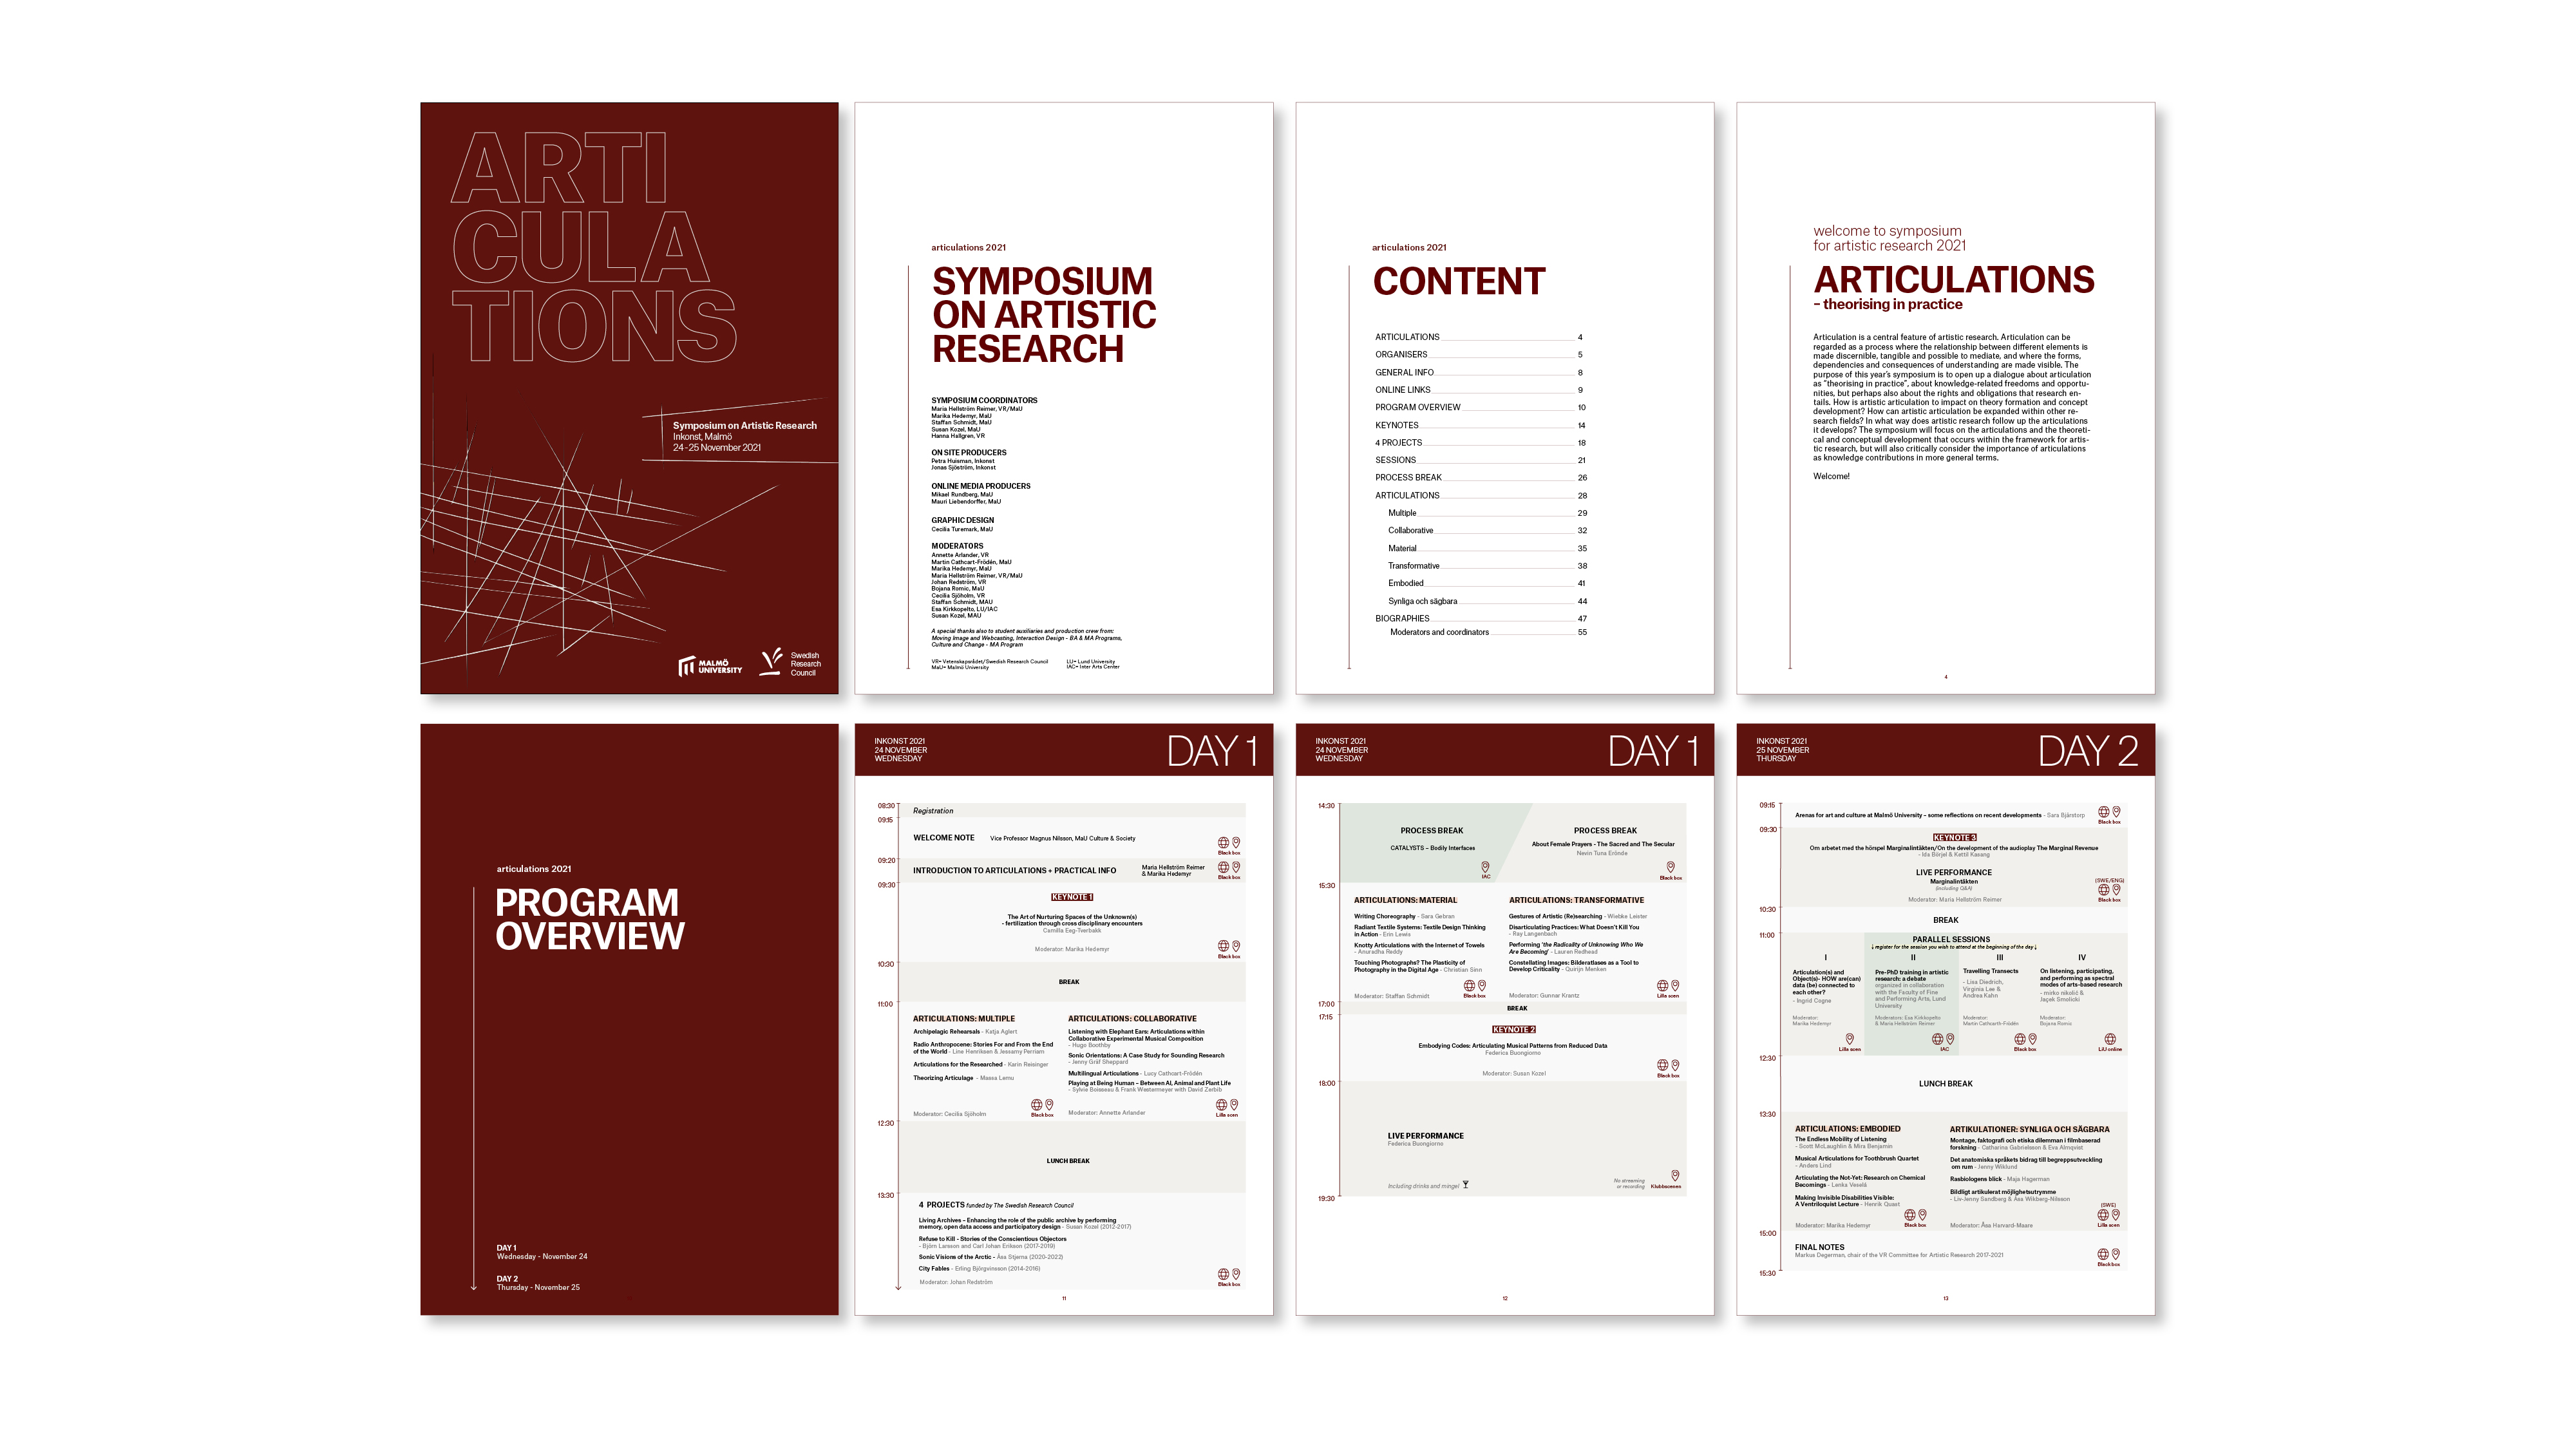 ARTI
CULA
TIONS
Symposium on Artistic Research
Inkonst, Malmö
24-25 November 2021
MALMÖ
UNIVERSITY
Swedish
Research
Council
articulations 2021
SYMPOSIUM
ON ARTISTIC
RESEARCH
SYMPOSIUM COORDINATORS
Maria Hellström Reimer, VR/MaU
Marika Hedemyr, MaU
Staffan Schmidt, MaU
Susan Kozel, MaU
Hanna Hallgren, VR
ON SITE PRODUCERS
Petra Huisman, Inkonst
Jonas Sjöström, Inkonst
ONLINE MEDIA PRODUCERS
Mikael Rundberg, MaU
Mauri Liebendorffer, MaU
GRAPHIC DESIGN
Cecilia Turemark, MaU
MODERATORS
Annette Arlander, VR
Martin Cathcart-Frödén, MaU
Marika Hedemyr, MaU
Maria Hellström Reimer, VR/MaU
Johan Redström, VR
Bojana Romic, MaU
Cecilia Sjöholm, VR
Staffan Schmidt, MAU
Esa Kirkkopelto, LU/IAC
Susan Kozel, MAU
A special thanks also to student auxiliaries and production crew from:
Moving Image and Webcasting, Interaction Design - BA & MA Programs,
Culture and Change - MA Program
VR= Vetenskapsrådet/Swedish Research Council
MaU= Malmö University
LU= Lund University
IAC= Inter Arts Center
articulations 2021
CONTENT
ARTICULATIONS 4
ORGANISERS 5
GENERAL INFO 8
ONLINE LINKS 9
PROGRAM OVERVIEW 10
KEYNOTES 14
4 PROJECTS 18
SESSIONS 21
PROCESS BREAK 26
ARTICULATIONS 28
Multiple 29
Collaborative 32
Material 35
Transformative 38
Embodied 41
Synliga och sägbara 44
BIOGRAPHIES 47
Moderators and coordinators 55
welcome to symposium
for artistic research 2021
ARTICULATIONS
– theorising in practice
Articulation is a central feature of artistic research. Articulation can be
regarded as a process where the relationship between different elements is
made discernible, tangible and possible to mediate, and where the forms,
dependencies and consequences of understanding are made visible. The
purpose of this year's symposium is to open up a dialogue about articulation
as "theorising in practice", about knowledge-related freedoms and opportu-
nities, but perhaps also about the rights and obligations that research en-
tails. How is artistic articulation to impact on theory formation and concept
development? How can artistic articulation be expanded within other re-
search fields? In what way does artistic research follow up the articulations
it develops? The symposium will focus on the articulations and the theoreti-
cal and conceptual development that occurs within the framework for artis-
tic research, but will also critically consider the importance of articulations
as knowledge contributions in more general terms.
Welcome!
4
articulations 2021
PROGRAM
OVERVIEW
DAY 1
Wednesday - November 24
DAY 2
Thursday - November 25
INKONST 2021
24 NOVEMBER
WEDNESDAY
DAY 1
08:30
Registration
09:15
WELCOME NOTE Vice Professor Magnus Nilsson, MaU Culture & Society
Black box
09:20
INTRODUCTION TO ARTICULATIONS + PRACTICAL INFO
Maria Hellström Reimer
& Marika Hedemyr
Black box
09:30
KEYNOTE 1
The Art of Nurturing Spaces of the Unknown(s)
- fertilization through cross disciplinary encounters
Camilla Eeg-Tverbakk
Moderator: Marika Hedemyr
Black box
10:30
BREAK
11:00
ARTICULATIONS: MULTIPLE
Archipelagic Rehearsals - Katja Aglert
Radio Anthropocene: Stories For and From the End
of the World - Line Henriksen & Jessamy Perriam
Articulations for the Researched - Karin Reisinger
Theorizing Articulage - Massa Lemu
Moderator: Cecilia Sjöholm
Black box
ARTICULATIONS: COLLABORATIVE
Listening with Elephant Ears: Articulations within
Collaborative Experimental Musical Composition
- Hugo Boothby
Sonic Orientations: A Case Study for Sounding Research
- Jenny Gräf Sheppard
Multilingual Articulations - Lucy Cathcart-Frödén
Playing at Being Human – Between AI, Animal and Plant Life
- Sylvie Boisseau & Frank Westermeyer with David Zerbib
Moderator: Annette Arlander
Lilla scen
12:30
LUNCH BREAK
13:30
4 PROJECTS funded by The Swedish Research Council
Living Archives – Enhancing the role of the public archive by performing
memory, open data access and participatory design - Susan Kozel (2012-2017)
Refuse to Kill - Stories of the Conscientious Objectors
- Björn Larsson and Carl Johan Erikson (2017-2019)
Sonic Visions of the Arctic - Åsa Stjerna (2020-2022)
City Fables - Erling Björgvinsson (2014-2016)
Moderator: Johan Redström
Black box
11
INKONST 2021
24 NOVEMBER
WEDNESDAY
DAY 1
14:30
PROCESS BREAK
CATALYSTS – Bodily Interfaces
IAC
PROCESS BREAK
About Female Prayers - The Sacred and The Secular
Nevin Tuna Erönde
Black box
15:30
ARTICULATIONS: MATERIAL
Writing Choreography - Sara Gebran
Radiant Textile Systems: Textile Design Thinking
in Action - Erin Lewis
Knotty Articulations with the Internet of Towels
- Anuradha Reddy
Touching Photographs? The Plasticity of
Photography in the Digital Age - Christian Sinn
Moderator: Staffan Schmidt
Black box
ARTICULATIONS: TRANSFORMATIVE
Gestures of Artistic (Re)searching - Wiebke Leister
Disarticulating Practices: What Doesn't Kill You
- Ray Langenbach
Performing 'the Radicality of Unknowing Who We
Are Becoming' - Lauren Redhead
Constellating Images: Bilderatlases as a Tool to
Develop Criticality - Quirijn Menken
Moderator: Gunnar Krantz
Lilla scen
17:00
BREAK
17:15
KEYNOTE 2
Embodying Codes: Articulating Musical Patterns from Reduced Data
Federica Buongiorno
Moderator: Susan Kozel
Black box
18:00
LIVE PERFORMANCE
Federica Buongiorno
Including drinks and mingel
No streaming
or recording
Klubbscenen
19:30
12
INKONST 2021
25 NOVEMBER
THURSDAY
DAY 2
09:15
Arenas for art and culture at Malmö University – some reflections on recent developments - Sara Bjärstorp
Black box
09:30
KEYNOTE 3
Om arbetet med hörspel Marginalintäkten/On the development of the audioplay The Marginal Revenue
- Ida Börjel & Kettil Kasang
LIVE PERFORMANCE
Marginalintäkten
(including Q&A)
Moderator: Maria Hellström Reimer
(SWE/ENG)
Black box
10:30
BREAK
11:00
PARALLEL SESSIONS
↓ register for the session you wish to attend at the beginning of the day ↓
I
Articulation(s) and
Object(s)- HOW are(can)
data (be) connected to
each other?
- Ingrid Cogne
Moderator:
Marika Hedemyr
Lilla scen
II
Pre-PhD training in artistic
research: a debate
organized in collaboration
with the Faculty of Fine
and Performing Arts, Lund
University
Moderators: Esa Kirkkopelto
& Maria Hellström Reimer
IAC
III
Travelling Transects
- Lisa Diedrich,
Virginia Lee &
Andrea Kahn
Moderator:
Martin Cathcarth-Frödén
Black box
IV
On listening, participating,
and performing as spectral
modes of arts-based research
- mirko nikolić &
Jaçek Smolicki
Moderator:
Bojana Romic
LiU online
12:30
LUNCH BREAK
13:30
ARTICULATIONS: EMBODIED
The Endless Mobility of Listening
- Scott McLaughlin & Mira Benjamin
Musical Articulations for Toothbrush Quartet
- Anders Lind
Articulating the Not-Yet: Research on Chemical
Becomings - Lenka Veselá
Making Invisible Disabilities Visible:
A Ventriloquist Lecture - Henrik Quast
Moderator: Marika Hedemyr
Black box
ARTIKULATIONER: SYNLIGA OCH SÄGBARA
Montage, faktografi och etiska dilemman i filmbaserad
forskning - Catharina Gabrielsson & Eva Almqvist
Det anatomiska språkets bidrag till begreppsutveckling
om rum - Jenny Wiklund
Rasbiologens blick - Maja Hagerman
Bildligt artikulerat möjlighetsutrymme
- Liv-Jenny Sandberg & Åsa Wikberg-Nilsson
Moderator: Åsa Harvard-Maare
(SWE)
Lilla scen
15:00
FINAL NOTES
Markus Degerman, chair of the VR Committee for Artistic Research 2017-2021
Black box
15:30
13